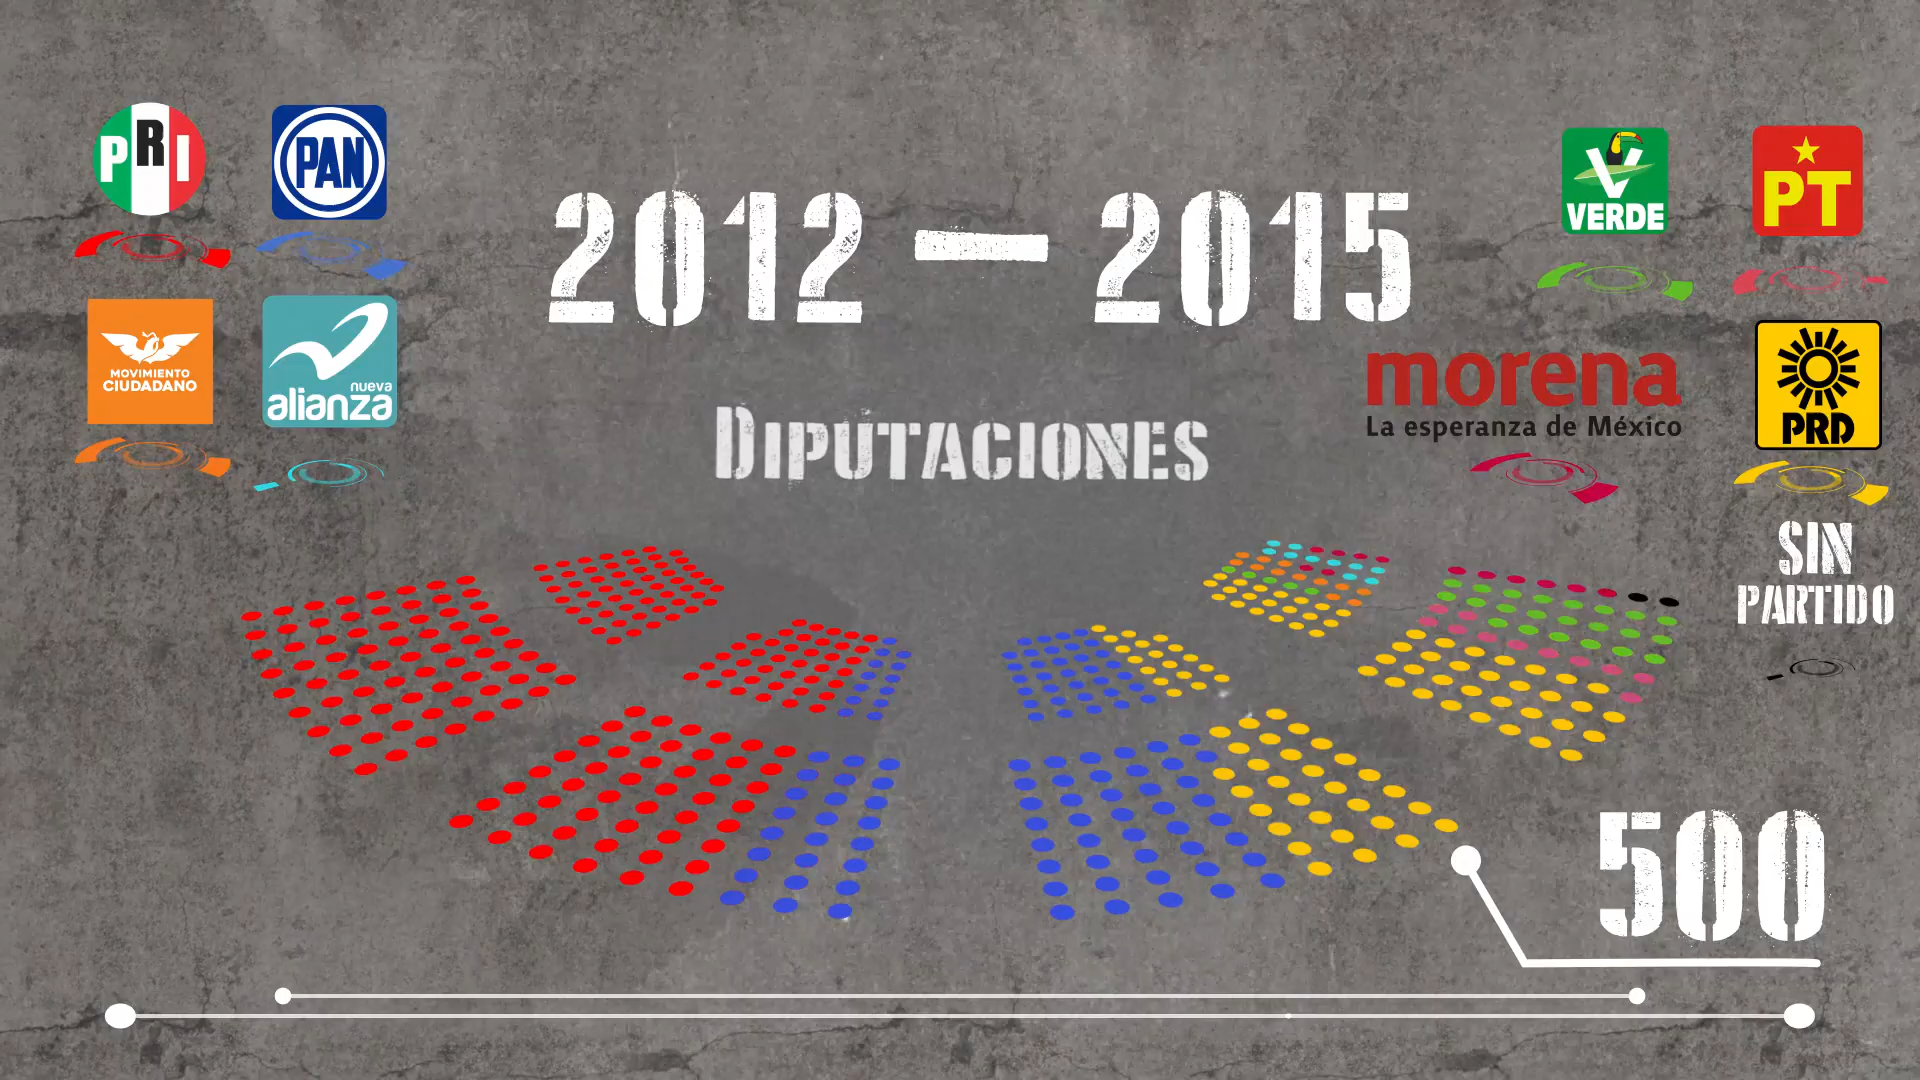 PRI
PAN
MOVIMIENTO
CIUDADANO
nueva
alianza
2012 — 2015
DIPUTACIONES
VERDE
PT
morena
La esperanza de México
PRD
SIN
PARTIDO
500